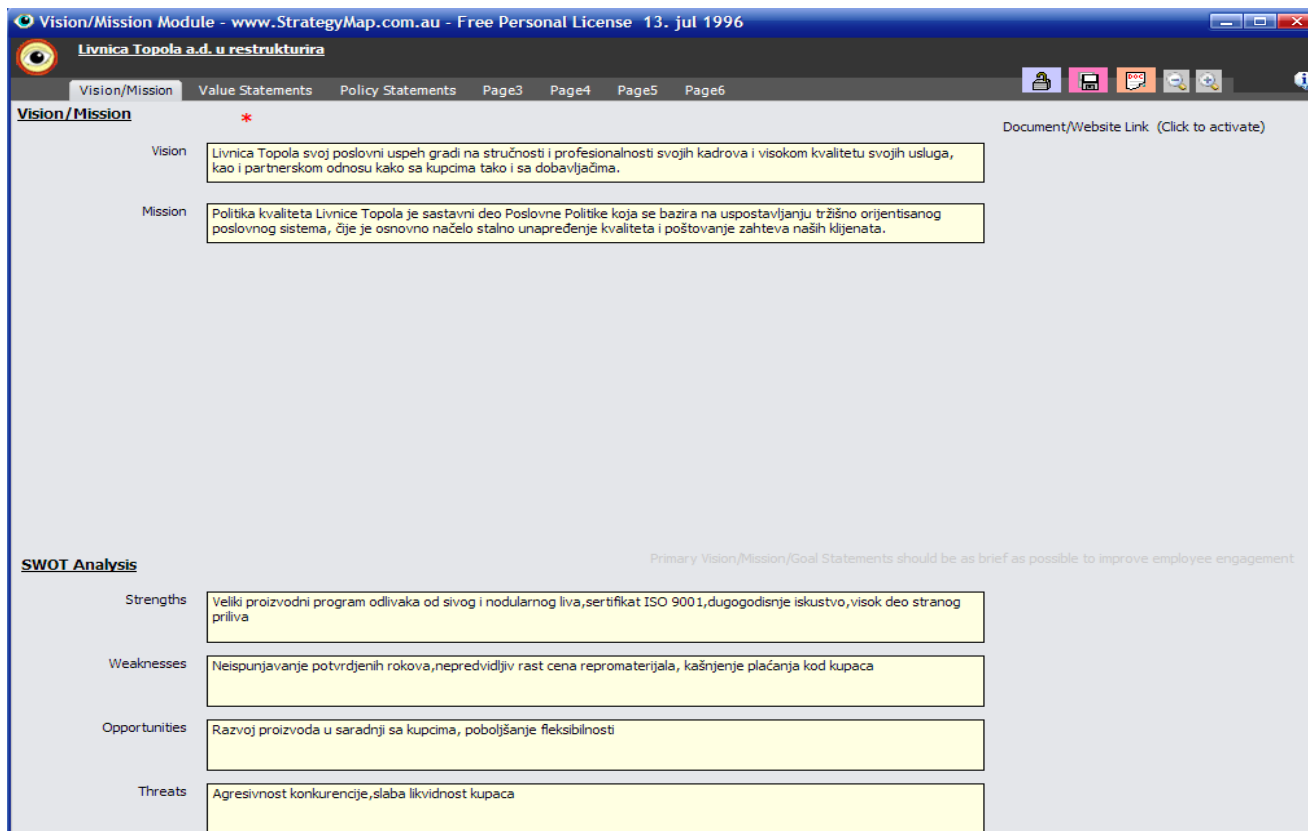 Vision/Mission Module - www.StrategyMap.com.au - Free Personal License 13. jul 1996
Livnica Topola a.d. u restrukturira
Vision/Mission Value Statements Policy Statements Page3 Page4 Page5 Page6
Vision/Mission *
Document/Website Link (Click to activate)
Vision
Livnica Topola svoj poslovni uspeh gradi na stručnosti i profesionalnosti svojih kadrova i visokom kvalitetu svojih usluga,
kao i partnerskom odnosu kako sa kupcima tako i sa dobavljačima.
Mission
Politika kvaliteta Livnice Topola je sastavni deo Poslovne Politike koja se bazira na uspostavljanju tržišno orijentisanog
poslovnog sistema, čije je osnovno načelo stalno unapređenje kvaliteta i poštovanje zahteva naših klijenata.
Primary Vision/Mission/Goal Statements should be as brief as possible to improve employee engagement
SWOT Analysis
Strengths
Veliki proizvodni program odlivaka od sivog i nodularnog liva,sertifikat ISO 9001,dugogodisnje iskustvo,visok deo stranog
priliva
Weaknesses
Neispunjavanje potvrdjenih rokova,nepredvidljiv rast cena repromaterijala, kašnjenje plaćanja kod kupaca
Opportunities
Razvoj proizvoda u saradnji sa kupcima, poboljšanje fleksibilnosti
Threats
Agresivnost konkurencije,slaba likvidnost kupaca